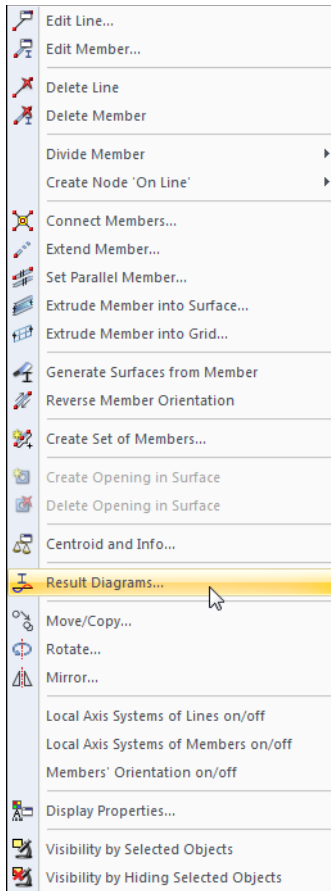 Edit Line...
Edit Member...
Delete Line
Delete Member
Divide Member
Create Node 'On Line'
Connect Members...
Extend Member...
Set Parallel Member...
Extrude Member into Surface...
Extrude Member into Grid...
Generate Surfaces from Member
Reverse Member Orientation
Create Set of Members...
Create Opening in Surface
Delete Opening in Surface
Centroid and Info...
Result Diagrams...
Move/Copy...
Rotate...
Mirror...
Local Axis Systems of Lines on/off
Local Axis Systems of Members on/off
Members' Orientation on/off
Display Properties...
Visibility by Selected Objects
Visibility by Hiding Selected Objects